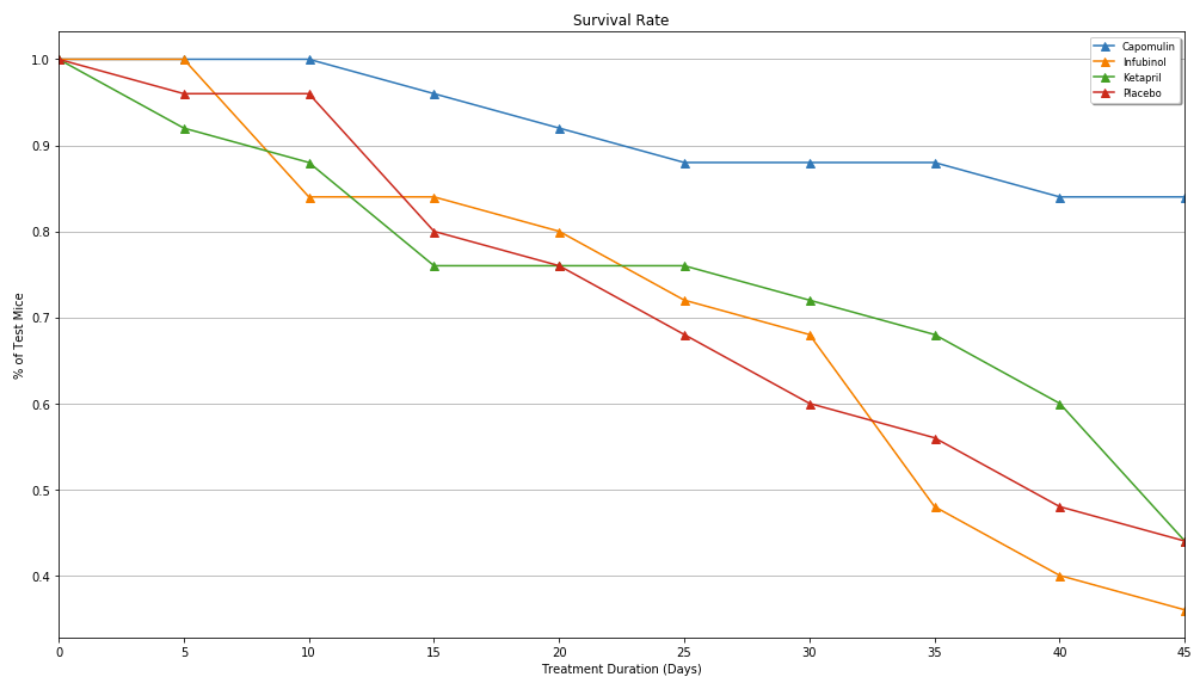 Survival Rate
Capomulin
Infubinol
Ketapril
Placebo
1.0
0.9
0.8
0.7
0.6
0.5
0.4
% of Test Mice
0 5 10 15 20 25 30 35 40 45
Treatment Duration (Days)